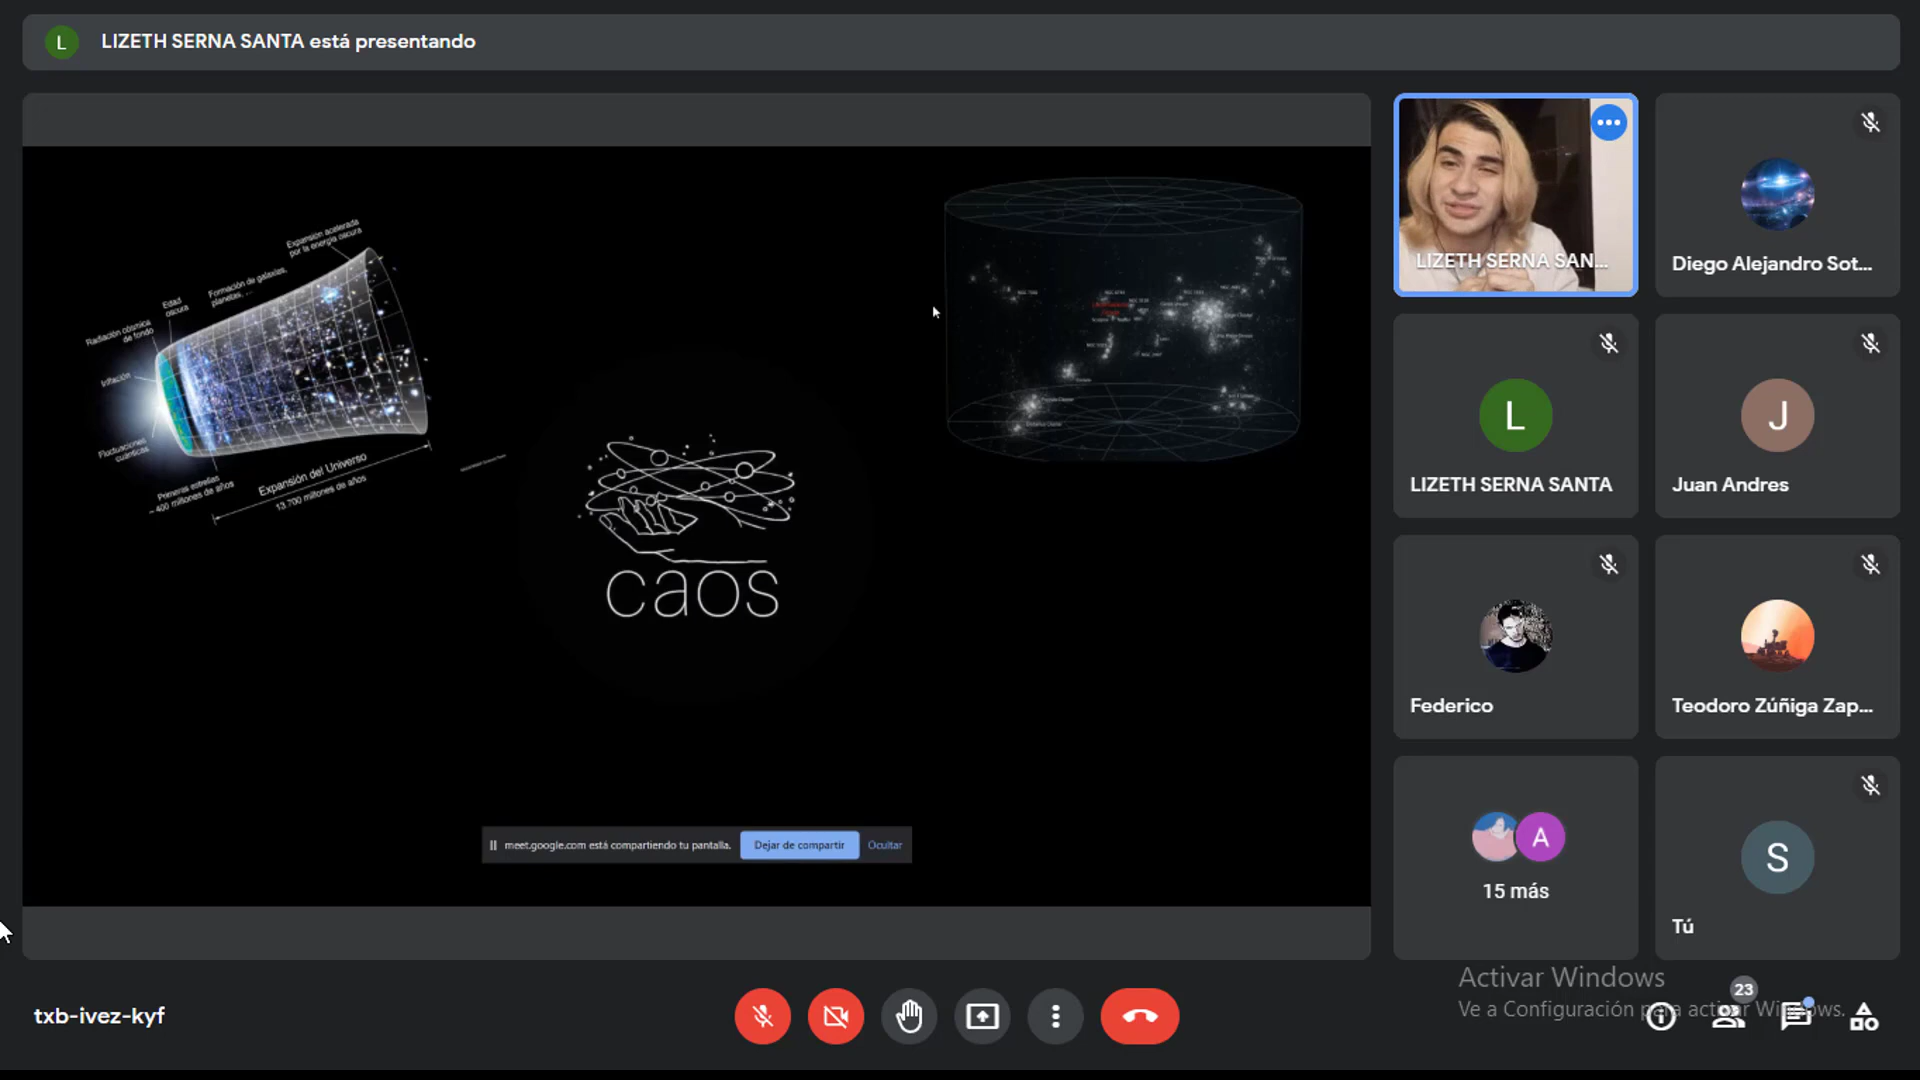 L LIZETH SERNA SANTA está presentando
Expansión acelerada
por la energía oscura
Formación de galaxias,
planetas, ...
Edad
oscura
Radiación cósmica
de fondo
Inflación
Fluctuaciones
cuánticas
Primeras estrellas
~ 400 millones de años
Expansión del Universo
13 700 millones de años
caos
meet.google.com está compartiendo tu pantalla.
Dejar de compartir
Ocultar
LIZETH SERNA SAN...
Diego Alejandro Sot...
L
LIZETH SERNA SANTA
J
Juan Andres
Federico
Teodoro Zúñiga Zap...
A
15 más
S
Tú
txb-ivez-kyf
Activar Windows
Ve a Configuración para activar Windows.
23